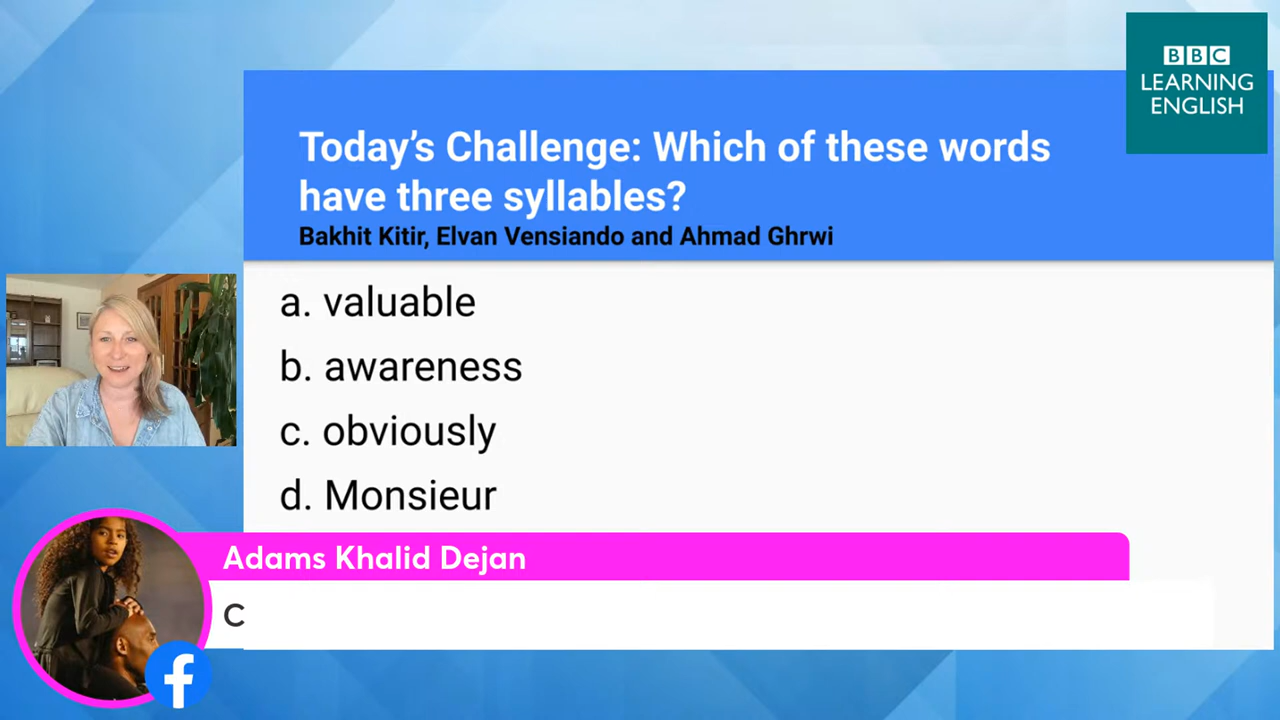 BBC
LEARNING
ENGLISH
Today's Challenge: Which of these words
have three syllables?
Bakhit Kitir, Elvan Vensiando and Ahmad Ghrwi
a. valuable
b. awareness
c. obviously
d. Monsieur
Adams Khalid Dejan
C